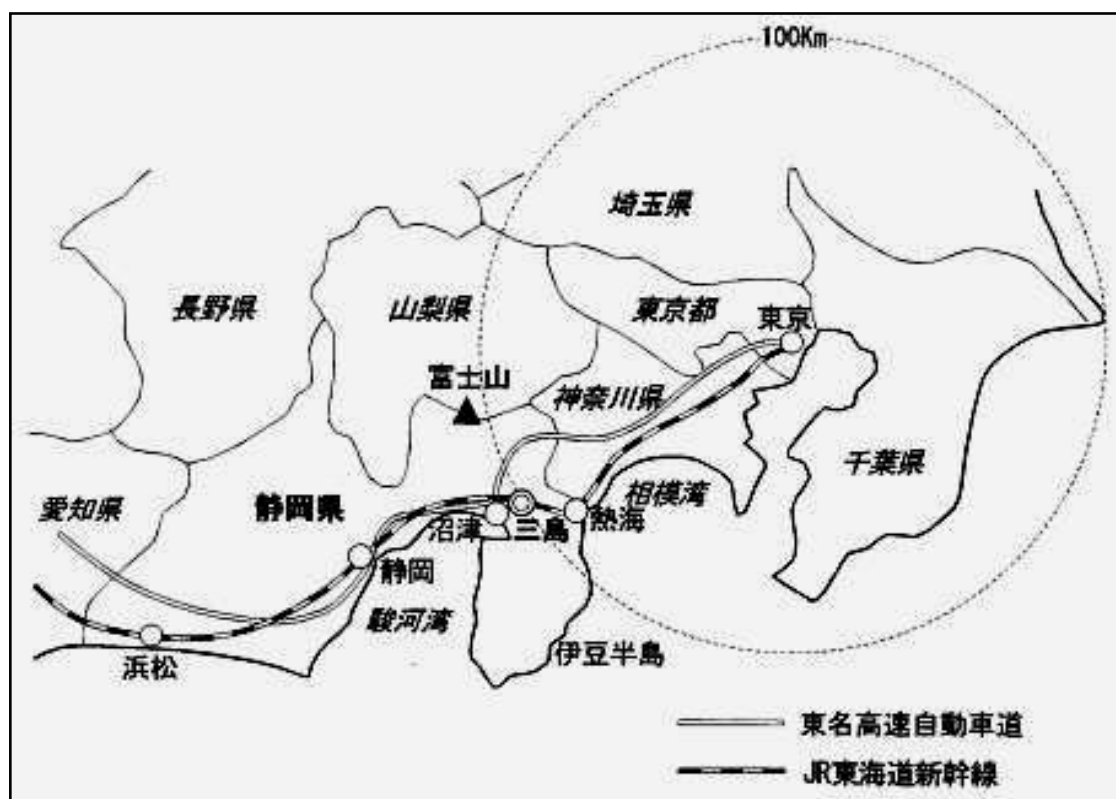 100Km
埼玉県
長野県
山梨県
東京都
東京
富士山
神奈川県
千葉県
愛知県
静岡県
相模湾
沼津
三島
熱海
静岡
駿河湾
浜松
伊豆半島
東名高速自動車道
JR東海道新幹線